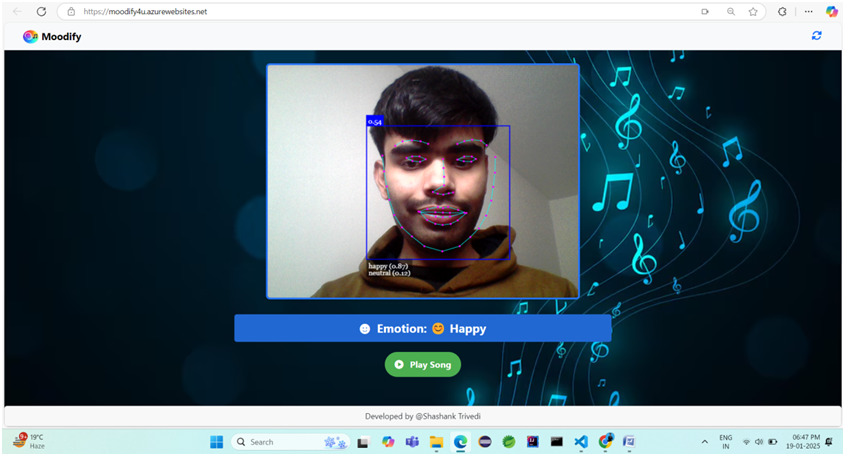 https://moodify4u.azurewebsites.net
Moodify
0.54
happy (0.87)
neutral (0.12)
Emotion: 😊 Happy
Play Song
Developed by @Shashank Trivedi
9+
19°C
Haze
Search
ENG
IN
06:47 PM
19-01-2025